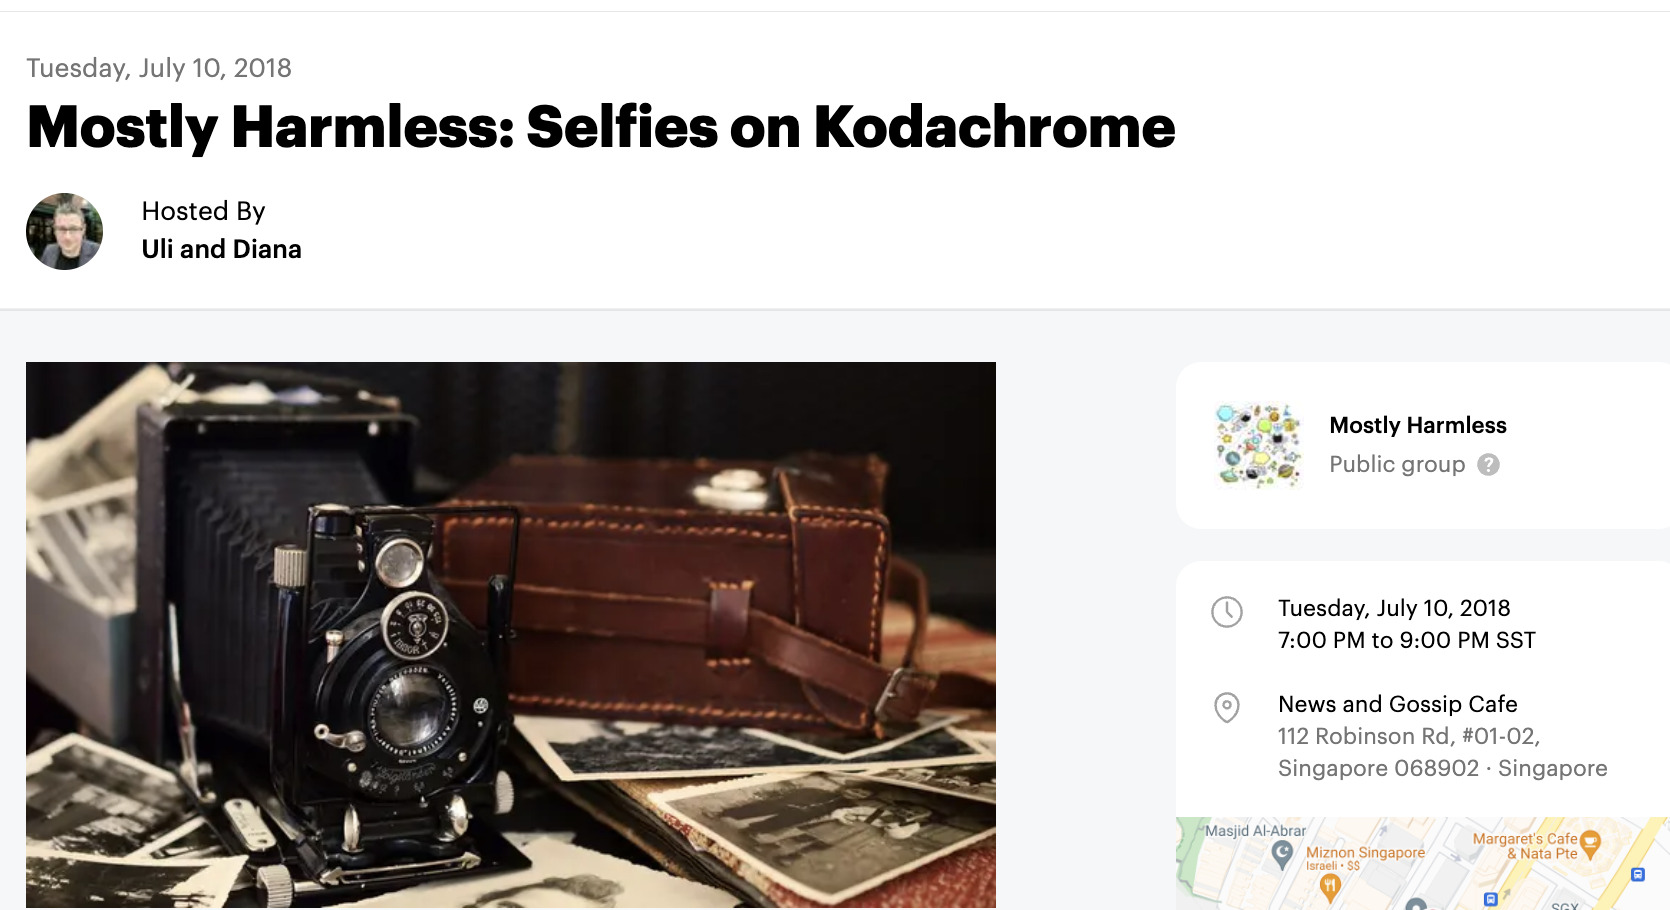 Tuesday, July 10, 2018
Mostly Harmless: Selfies on Kodachrome
Hosted By
Uli and Diana
Mostly Harmless
Public group ?
Tuesday, July 10, 2018
7:00 PM to 9:00 PM SST
News and Gossip Cafe
112 Robinson Rd, #01-02,
Singapore 068902 · Singapore
Masjid Al-Abrar
Miznon Singapore
Israeli • $$
Margaret's Cafe
& Nata Pte
SGX